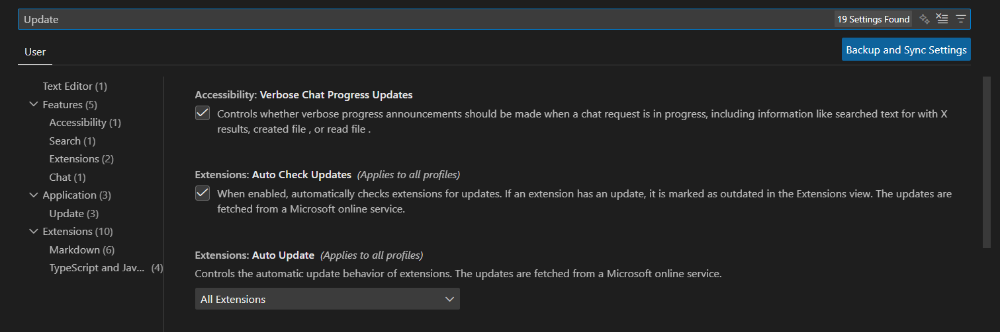 Update
19 Settings Found
User
Backup and Sync Settings
Text Editor (1)
Features (5)
Accessibility (1)
Search (1)
Extensions (2)
Chat (1)
Application (3)
Update (3)
Extensions (10)
Markdown (6)
TypeScript and Jav... (4)
Accessibility: Verbose Chat Progress Updates
Controls whether verbose progress announcements should be made when a chat request is in progress, including information like searched text for with X
results, created file , or read file .
Extensions: Auto Check Updates (Applies to all profiles)
When enabled, automatically checks extensions for updates. If an extension has an update, it is marked as outdated in the Extensions view. The updates are
fetched from a Microsoft online service.
Extensions: Auto Update (Applies to all profiles)
Controls the automatic update behavior of extensions. The updates are fetched from a Microsoft online service.
All Extensions